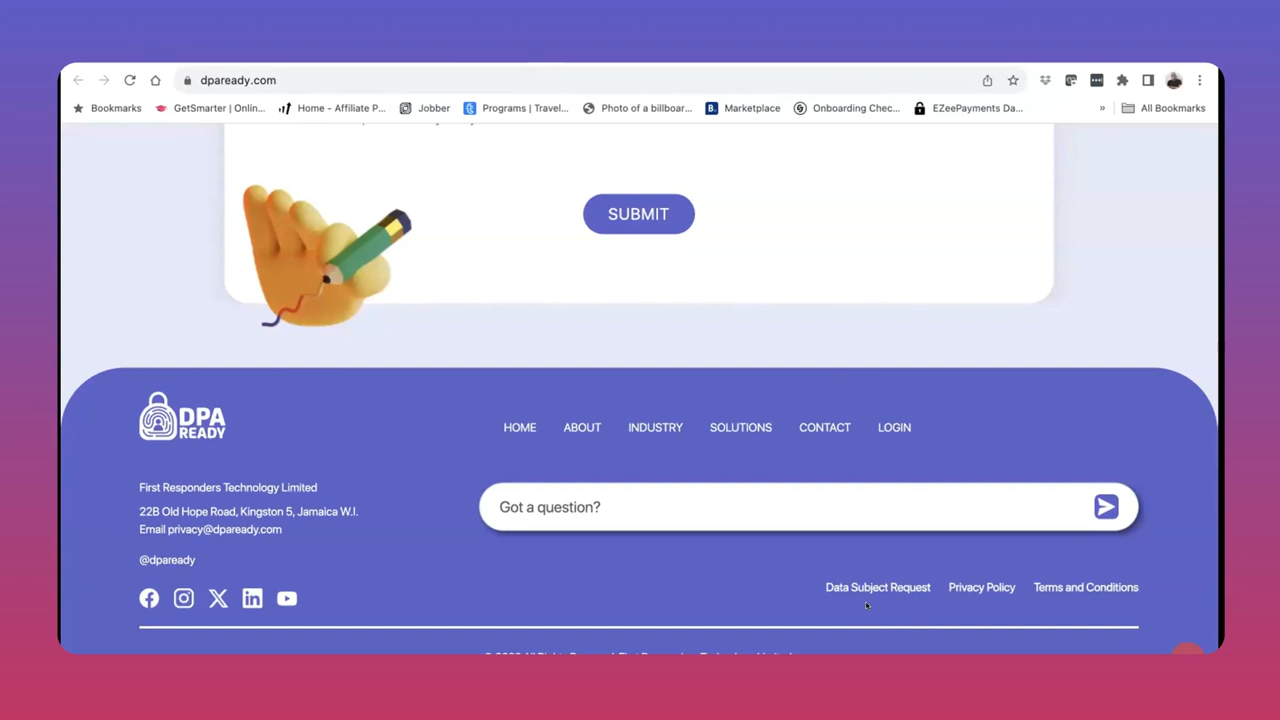 dpaready.com
Bookmarks GetSmarter | Onlin... Home - Affiliate P... Jobber Programs | Travel... Photo of a billboar... B. Marketplace Onboarding Chec... EZeePayments Da... » All Bookmarks
SUBMIT
DPA
READY
HOME ABOUT INDUSTRY SOLUTIONS CONTACT LOGIN
First Responders Technology Limited
22B Old Hope Road, Kingston 5, Jamaica W.I.
Email privacy@dpaready.com
Got a question?
@dpaready
Data Subject Request Privacy Policy Terms and Conditions